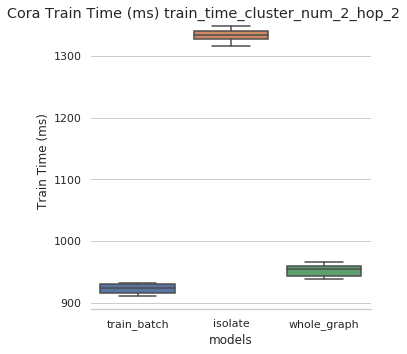 Cora Train Time (ms) train_time_cluster_num_2_hop_2
1300
1200
1100
1000
900
Train Time (ms)
train_batch isolate whole_graph
models